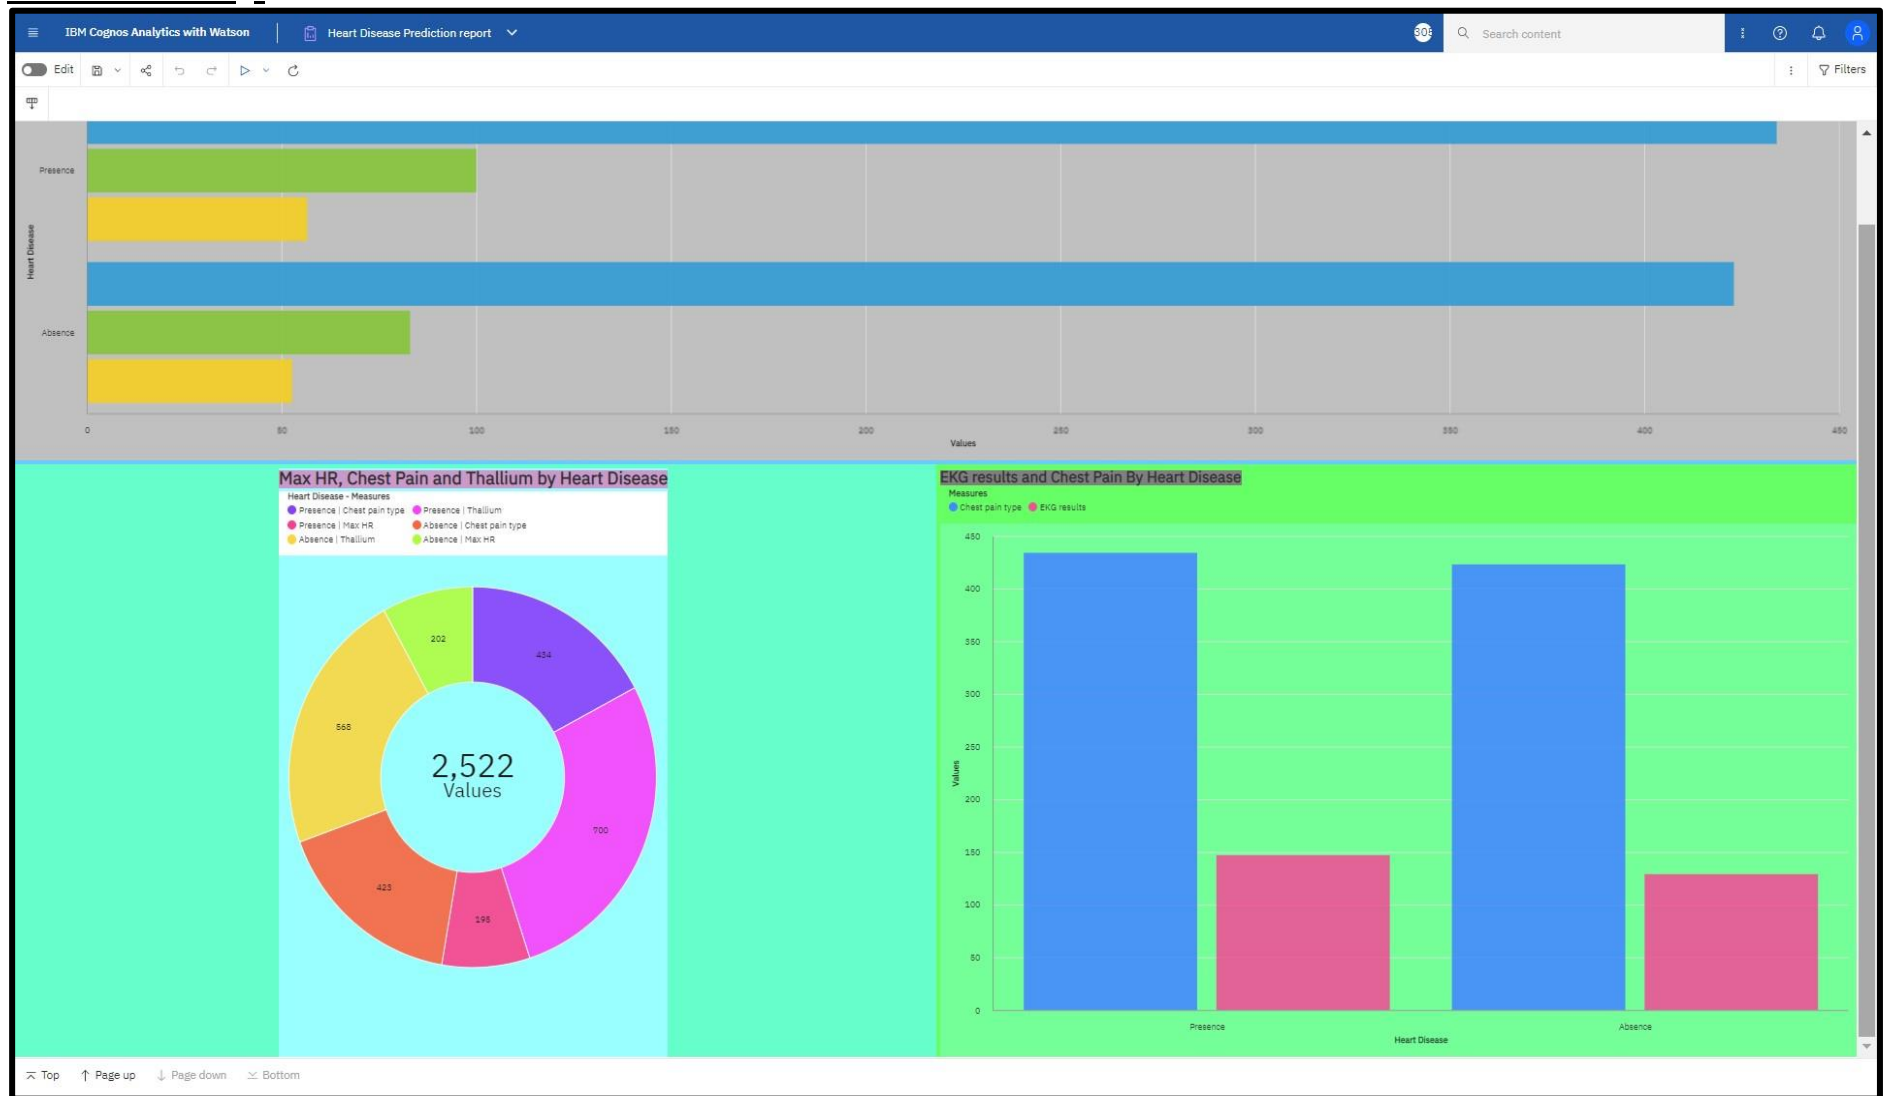 IBM Cognos Analytics with Watson
Heart Disease Prediction report
Search content
Edit
Filters
Presence
Heart Disease
Absence
0 50 100 150 200 250 300 350 400 450
Values
Max HR, Chest Pain and Thallium by Heart Disease
Heart Disease - Measures
Presence | Chest pain type Presence | Thallium
Presence | Max HR Absence | Chest pain type
Absence | Thallium Absence | Max HR
202
434
568
2,522
Values
700
423
195
EKG results and Chest Pain By Heart Disease
Measures
Chest pain type EKG results
450
400
350
300
250
Values
200
150
100
50
0
Presence Absence
Heart Disease
Top Page up Page down Bottom